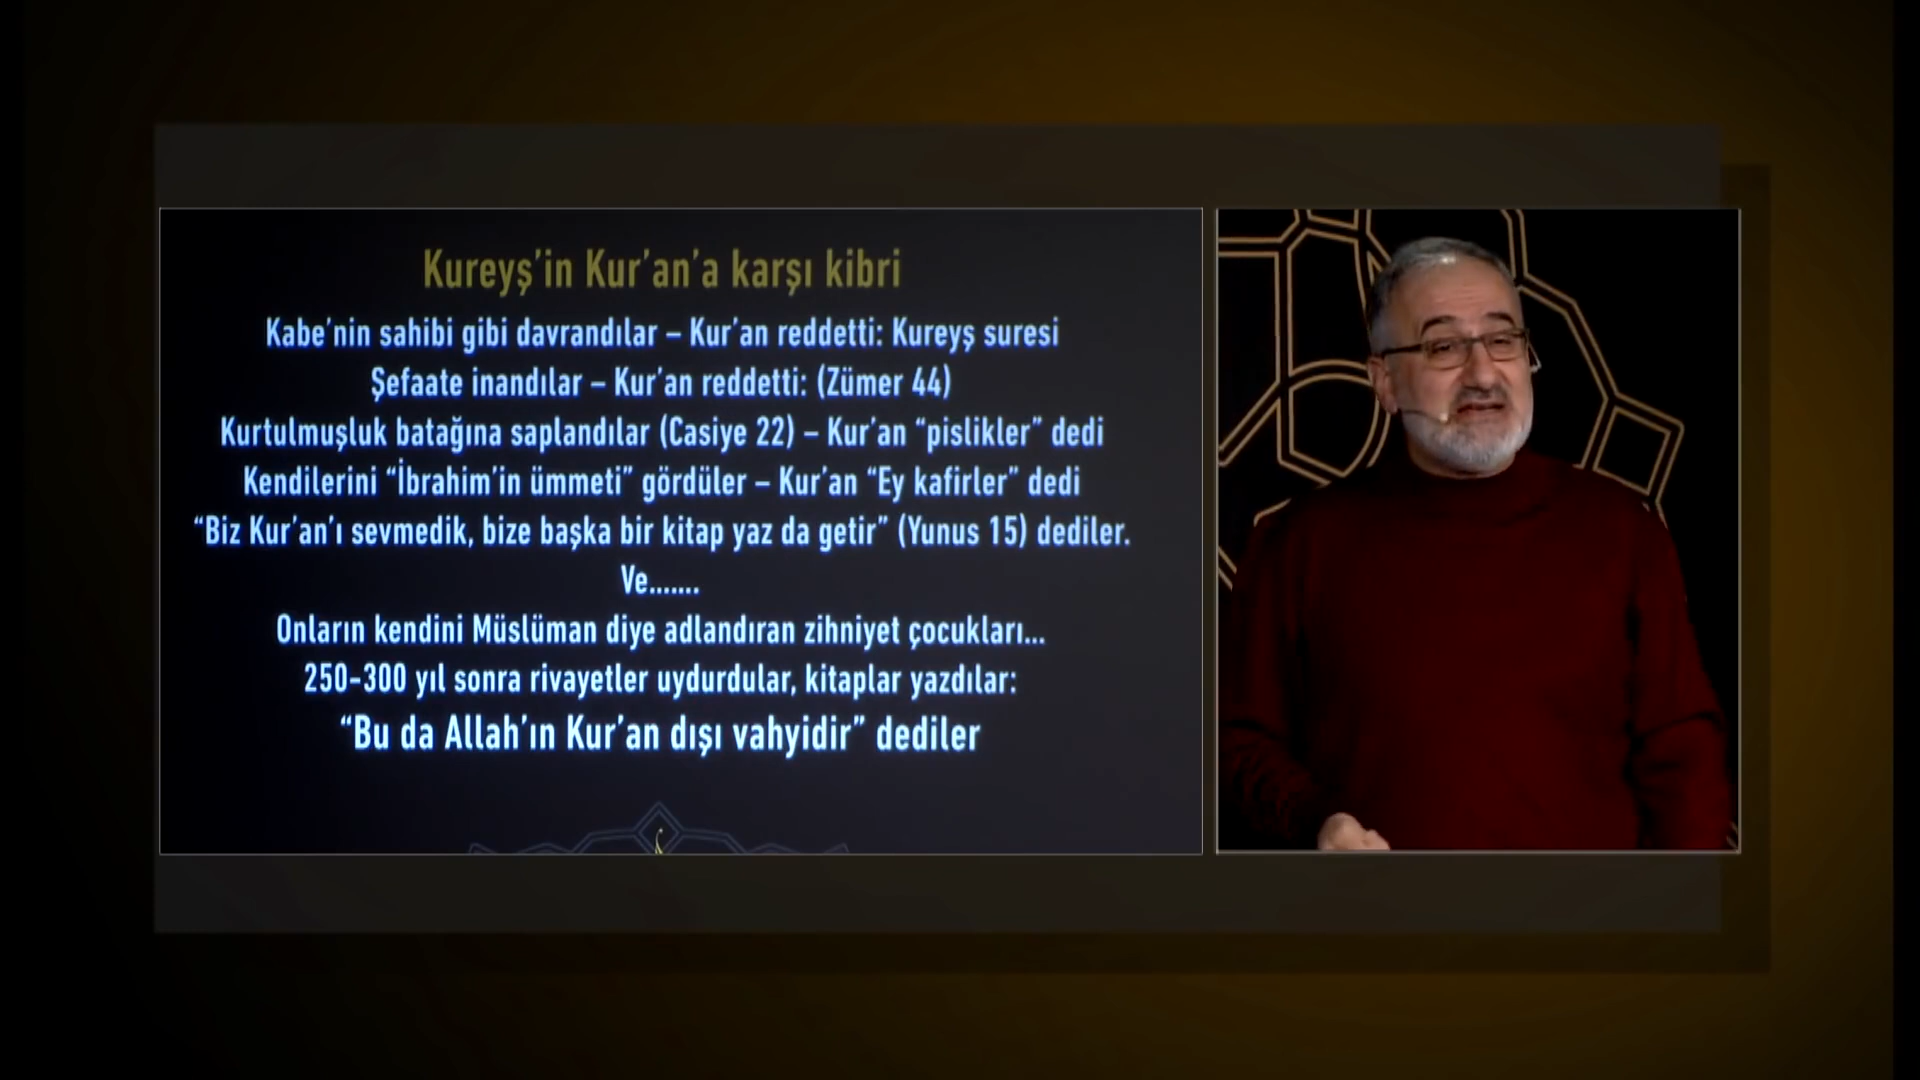 Kureyş’in Kur’an’a karşı kibri
Kabe’nin sahibi gibi davrandılar – Kur’an reddetti: Kureyş suresi
Şefaate inandılar – Kur’an reddetti: (Zümer 44)
Kurtulmuşluk batağına saplandılar (Casiye 22) – Kur’an “pislikler” dedi
Kendilerini “İbrahim’in ümmeti” gördüler – Kur’an “Ey kafirler” dedi
“Biz Kur’an’ı sevmedik, bize başka bir kitap yaz da getir” (Yunus 15) dediler.
Ve.......
Onların kendini Müslüman diye adlandıran zihniyet çocukları...
250-300 yıl sonra rivayetler uydurdular, kitaplar yazdılar:
“Bu da Allah’ın Kur’an dışı vahyidir” dediler